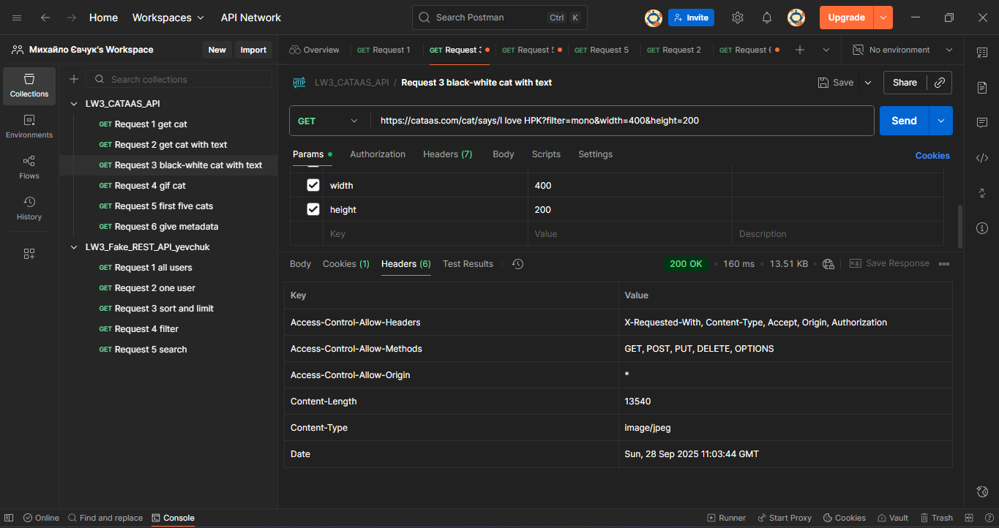 Home Workspaces API Network Search Postman Ctrl K Invite Upgrade
Михайло Євчук's Workspace New Import
Overview GET Request 1 GET Request 3 GET Request 5 GET Request 5 GET Request 2 GET Request 6 No environment
Collections
Environments
Flows
History
Search collections
LW3_CATAAS_API
GET Request 1 get cat
GET Request 2 get cat with text
GET Request 3 black-white cat with text
GET Request 4 gif cat
GET Request 5 first five cats
GET Request 6 give metadata
LW3_Fake_REST_API_yevchuk
GET Request 1 all users
GET Request 2 one user
GET Request 3 sort and limit
GET Request 4 filter
GET Request 5 search
HTTP LW3_CATAAS_API / Request 3 black-white cat with text Save Share
GET https://cataas.com/cat/says/I love HPK?filter=mono&width=400&height=200 Send
Params Authorization Headers (7) Body Scripts Settings Cookies
width 400
height 200
Key Value Description
Body Cookies (1) Headers (6) Test Results 200 OK • 160 ms • 13.51 KB e.g. Save Response
Key Value
Access-Control-Allow-Headers X-Requested-With, Content-Type, Accept, Origin, Authorization
Access-Control-Allow-Methods GET, POST, PUT, DELETE, OPTIONS
Access-Control-Allow-Origin *
Content-Length 13540
Content-Type image/jpeg
Date Sun, 28 Sep 2025 11:03:44 GMT
Online Find and replace Console Runner Start Proxy Cookies Vault Trash